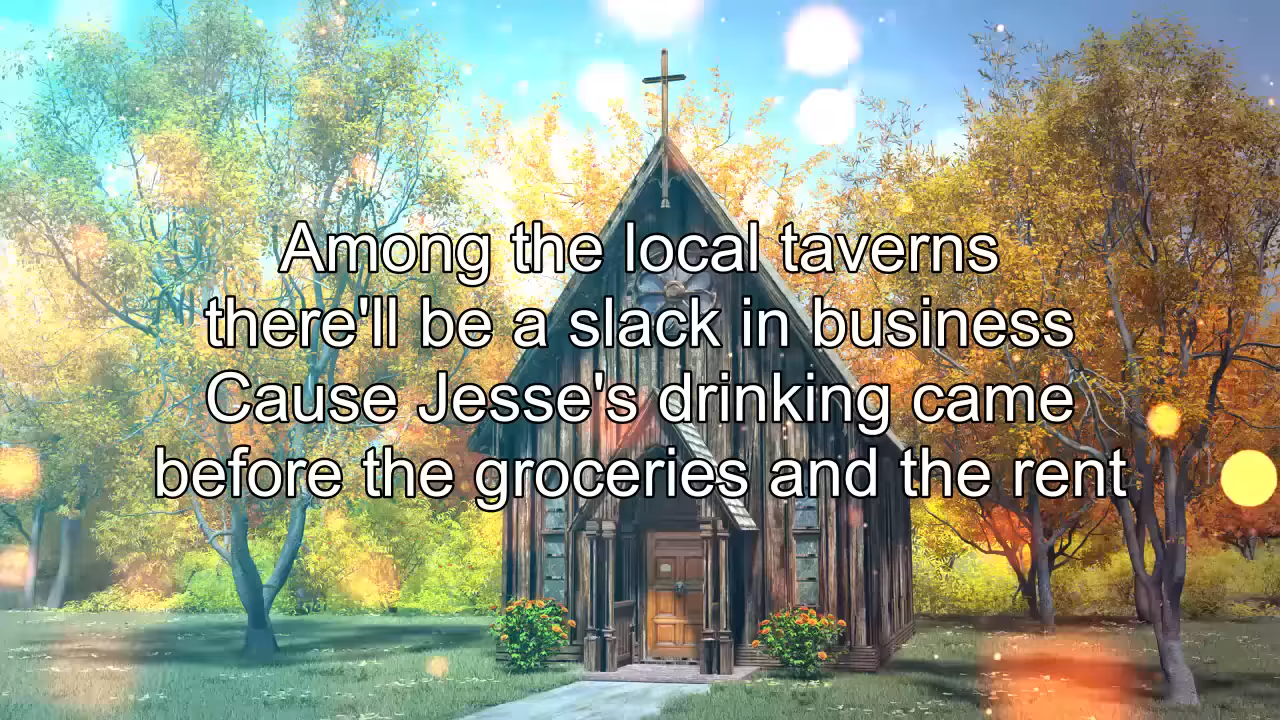 Among the local taverns
there'll be a slack in business
Cause Jesse's drinking came
before the groceries and the rent